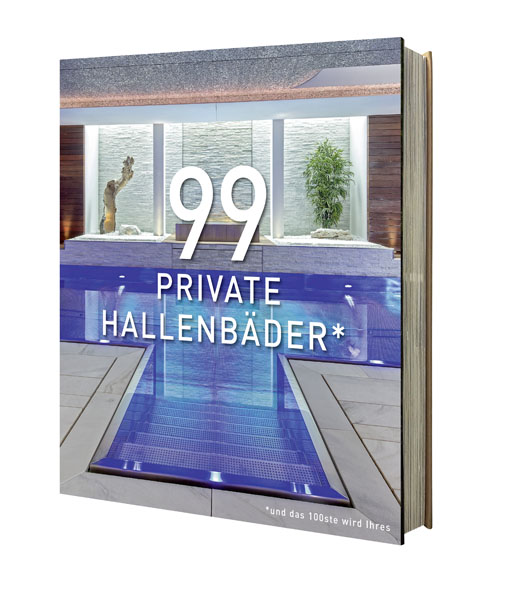 99
PRIVATE
HALLENBÄDER*
*und das 100ste wird Ihres